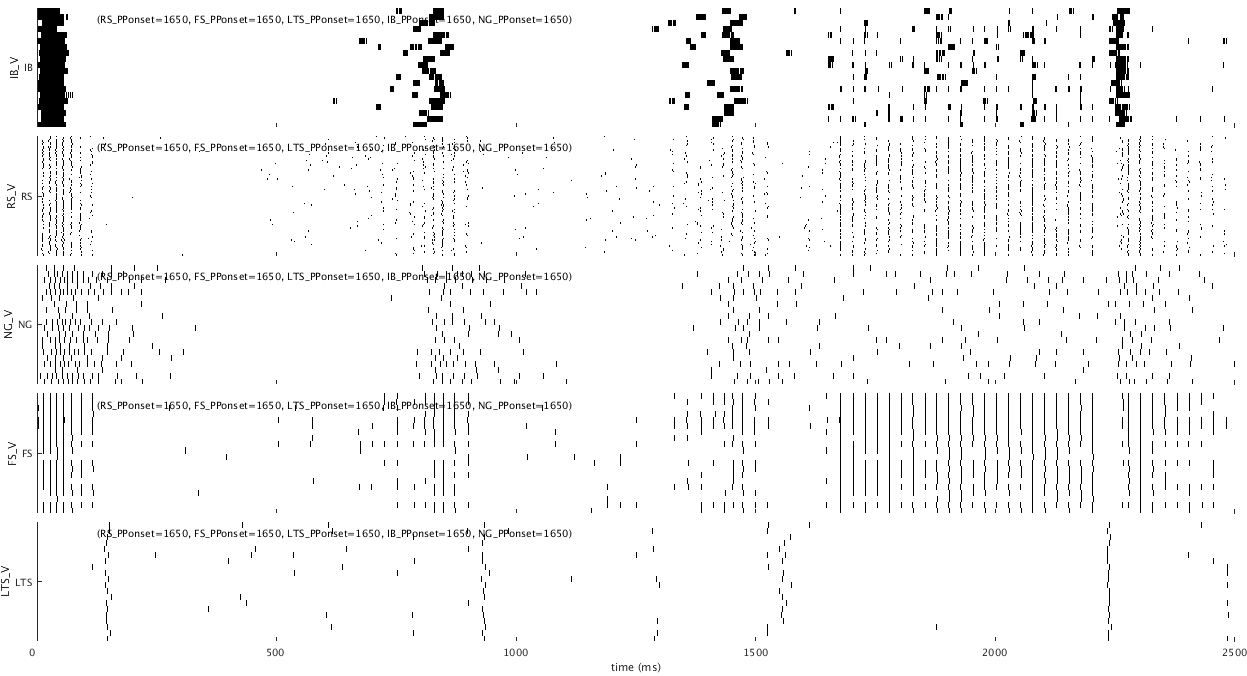 (RS_PPonset=1650, FS_PPonset=1650, LTS_PPonset=1650, IB_PPonset=1650, NG_PPonset=1650)
IB_V
IB
(RS_PPonset=1650, FS_PPonset=1650, LTS_PPonset=1650, IB_PPonset=1650, NG_PPonset=1650)
RS_V
RS
(RS_PPonset=1650, FS_PPonset=1650, LTS_PPonset=1650, IB_PPonset=1650, NG_PPonset=1650)
NG_V
NG
(RS_PPonset=1650, FS_PPonset=1650, LTS_PPonset=1650, IB_PPonset=1650, NG_PPonset=1650)
FS_V
FS
(RS_PPonset=1650, FS_PPonset=1650, LTS_PPonset=1650, IB_PPonset=1650, NG_PPonset=1650)
LTS_V
LTS
0 500 1000 1500 2000 2500
time (ms)